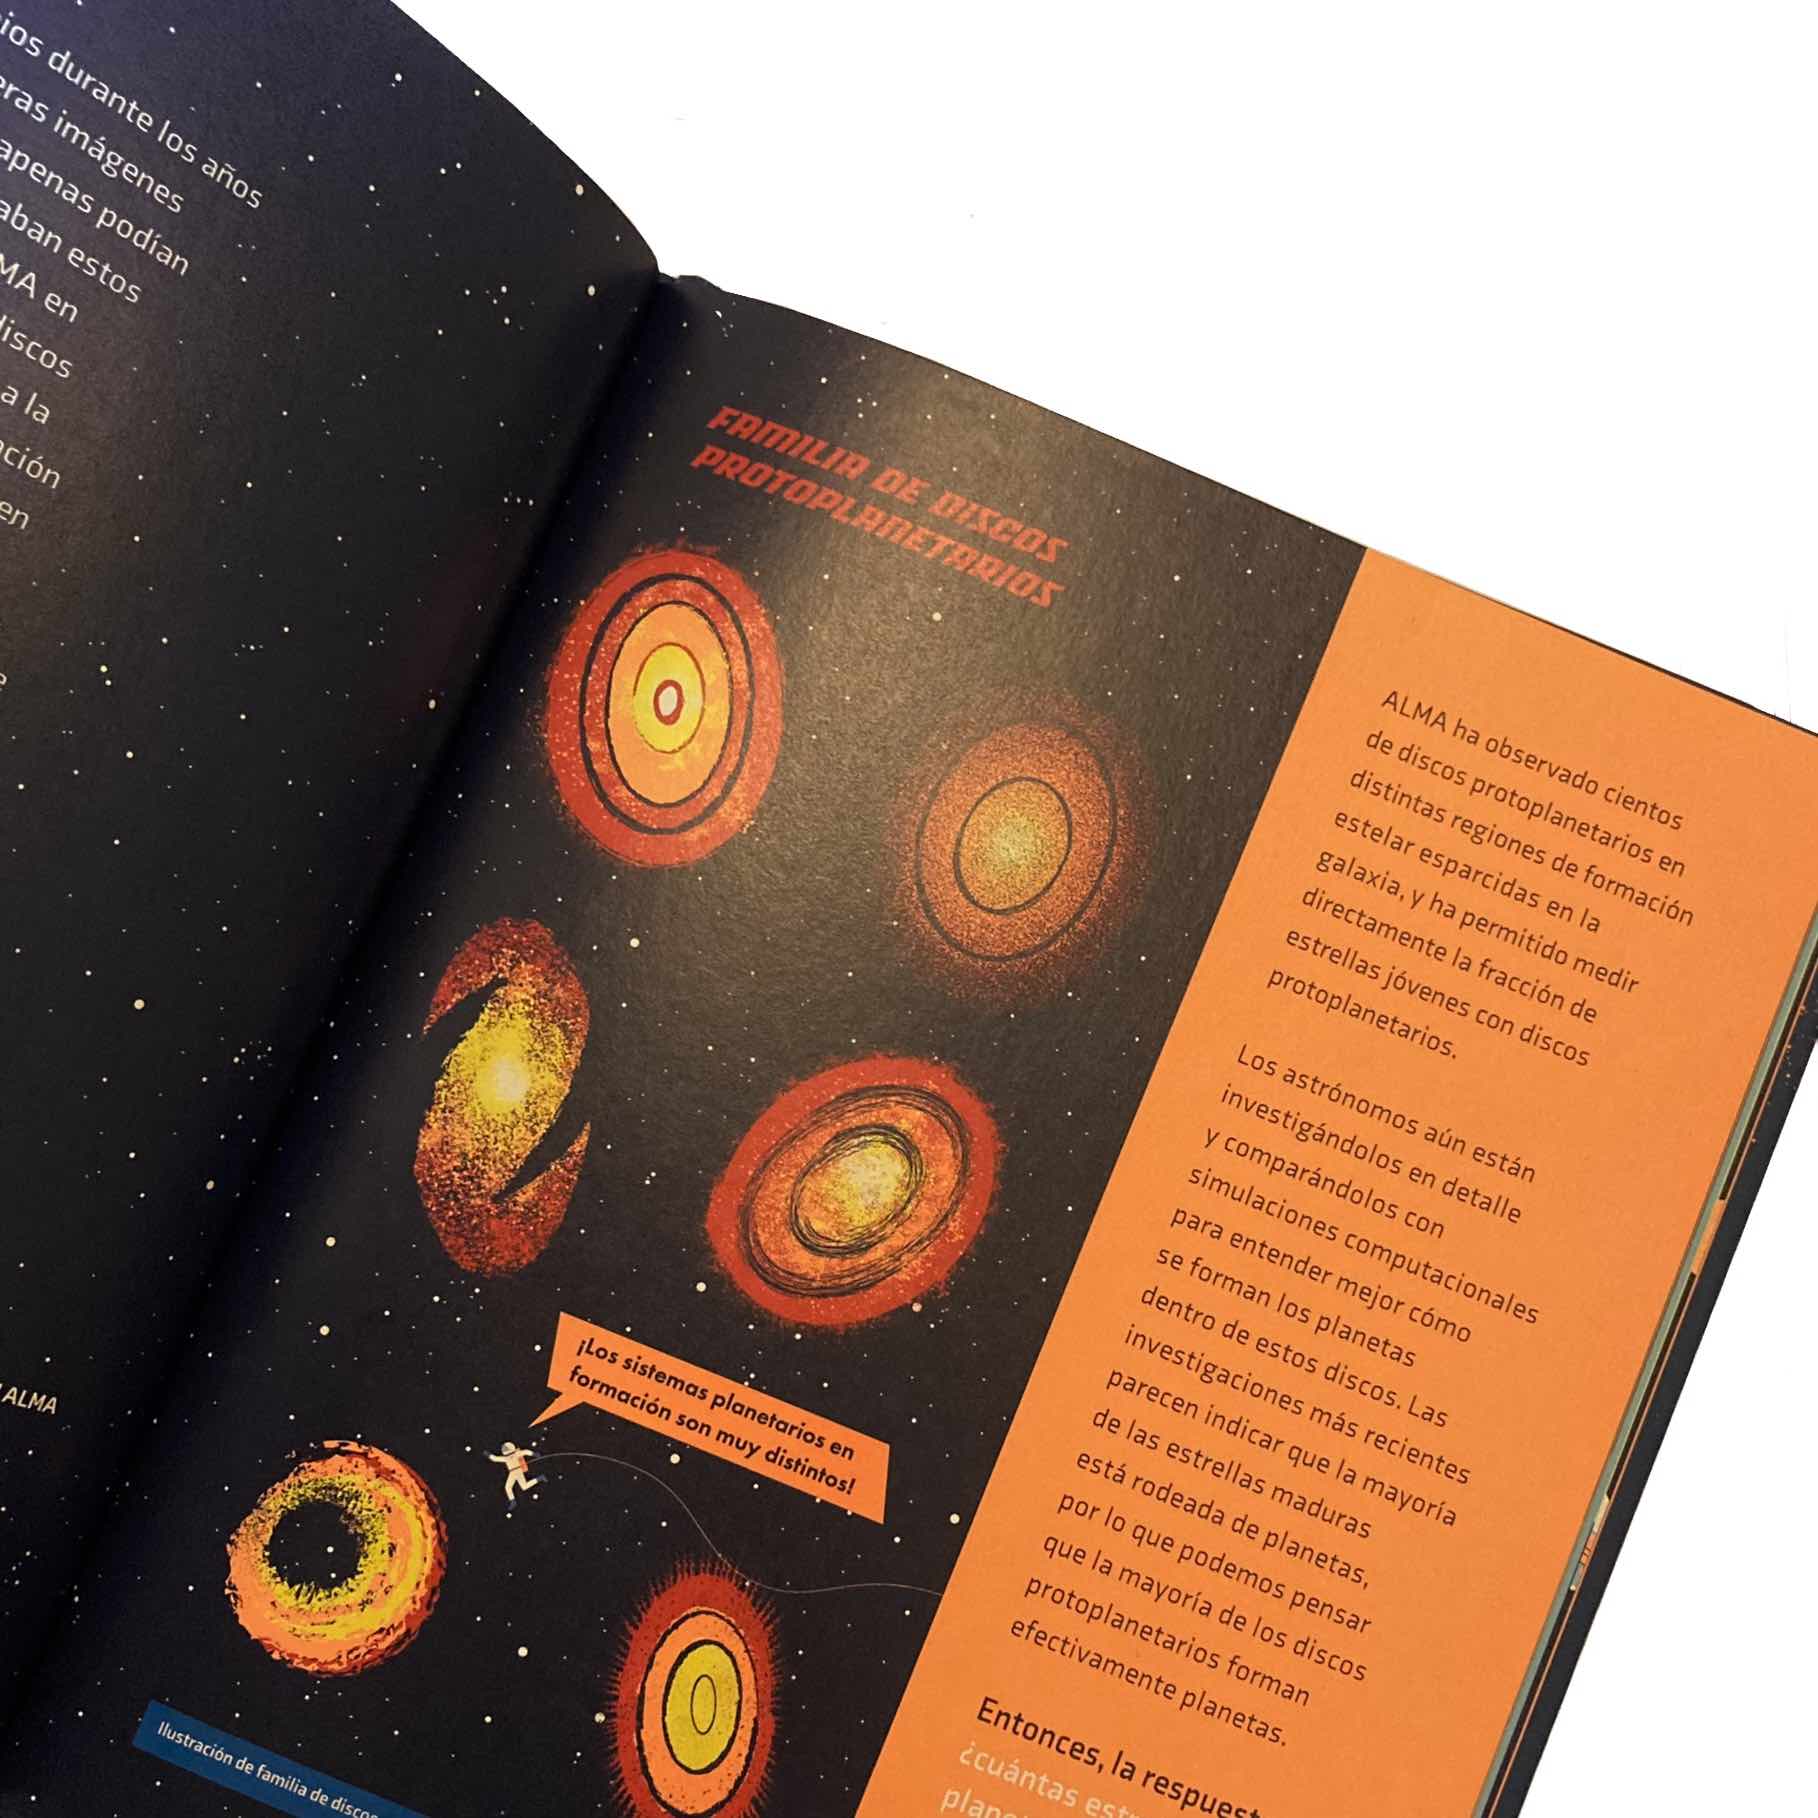 ios durante los años
eras imágenes
apenas podían
aban estos
MA en
discos
a la
ción
en
e
ALMA
FAMILIA DE DISCOS
PROTOPLANETARIOS
¡Los sistemas planetarios en
formación son muy distintos!
Ilustración de familia de discos
ALMA ha observado cientos
de discos protoplanetarios en
distintas regiones de formación
estelar esparcidas en la
galaxia, y ha permitido medir
directamente la fracción de
estrellas jóvenes con discos
protoplanetarios.
Los astrónomos aún están
investigándolos en detalle
y comparándolos con
simulaciones computacionales
para entender mejor cómo
se forman los planetas
dentro de estos discos. Las
investigaciones más recientes
parecen indicar que la mayoría
de las estrellas maduras
está rodeada de planetas,
por lo que podemos pensar
que la mayoría de los discos
protoplanetarios forman
efectivamente planetas.
Entonces, la respuest
¿cuántas estr
plane